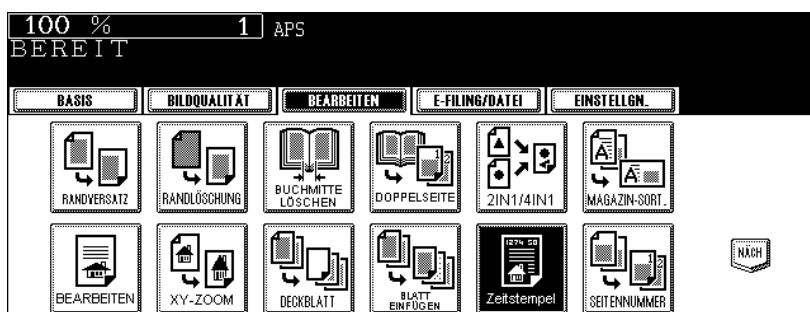 100 % 1 APS
BEREIT
BASIS BILDQUALITÄT BEARBEITEN E-FILING/DATEI EINSTELLGN.
RANDVERSATZ RANDLÖSCHUNG BUCHMITTE LÖSCHEN DOPPELSEITE 2IN1/4IN1 MAGAZIN-SORT.
NÄCH
BEARBEITEN XY-ZOOM DECKBLATT BLATT EINFÜGEN Zeitstempel SEITENNUMMER